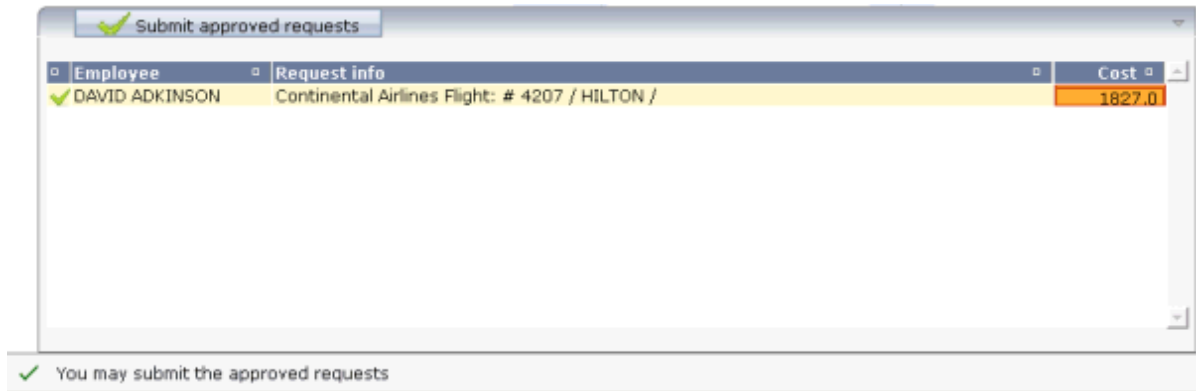 Submit approved requests
Employee Request info Cost
DAVID ADKINSON Continental Airlines Flight: # 4207 / HILTON / 1827.0
You may submit the approved requests